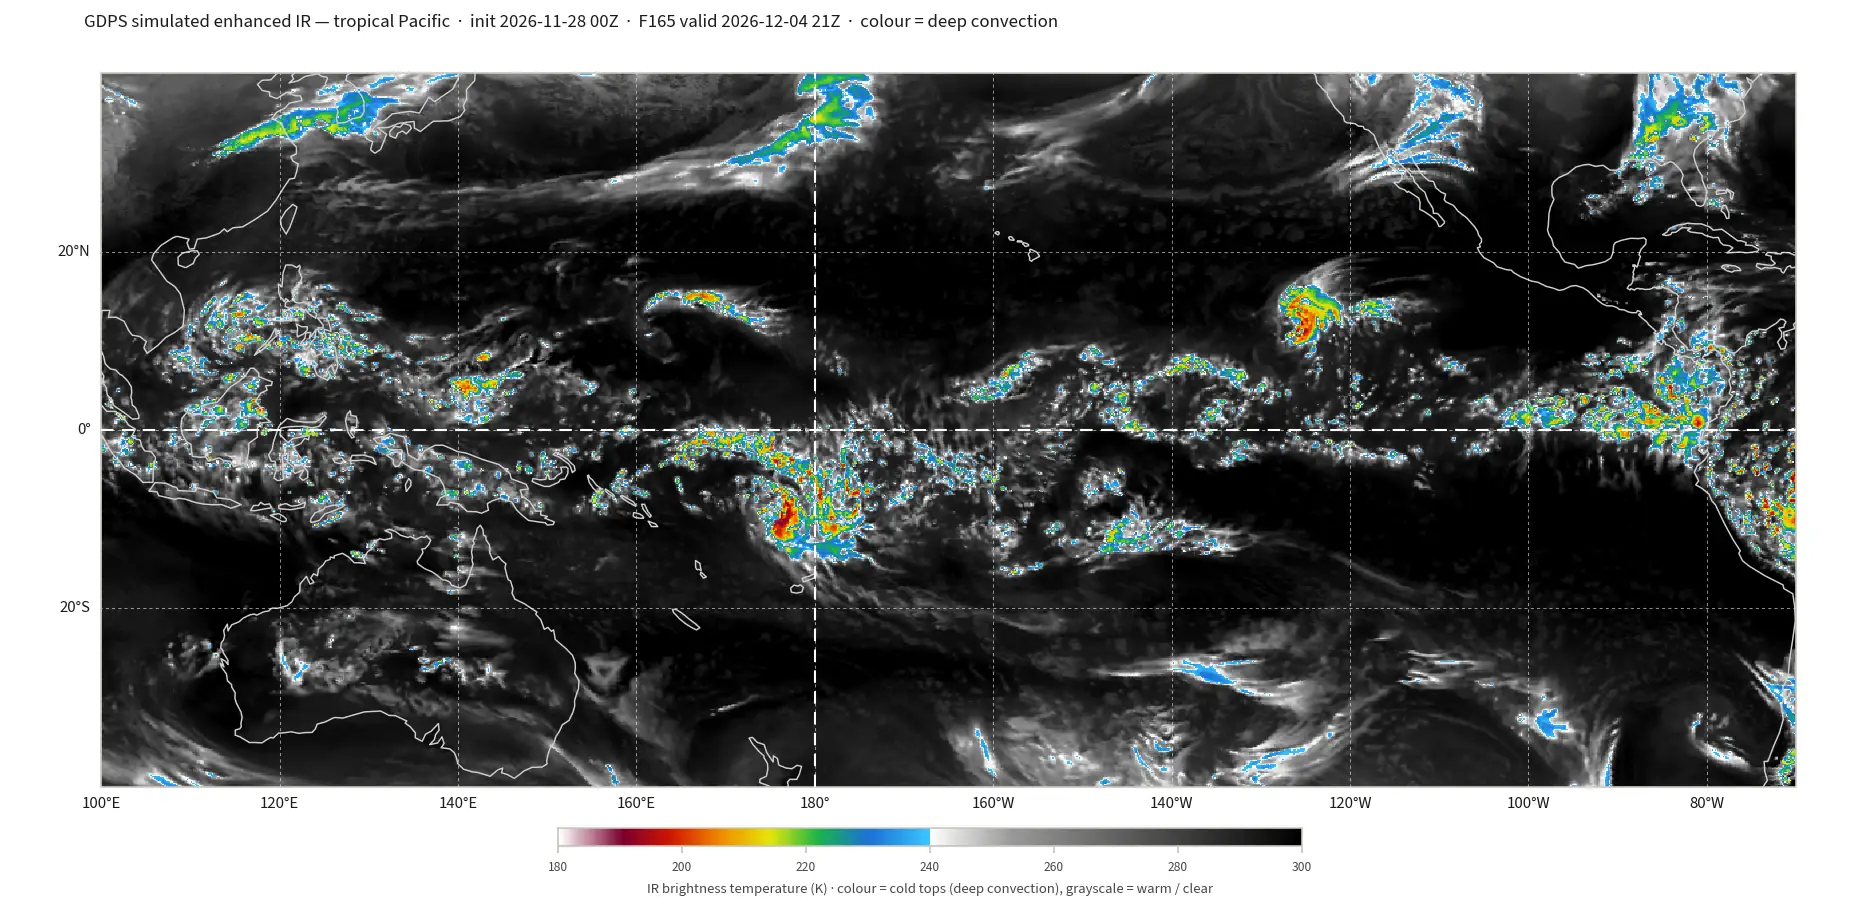 GDPS simulated enhanced IR — tropical Pacific · init 2026-11-28 00Z · F165 valid 2026-12-04 21Z · colour = deep convection
20°N
0°
20°S
100°E 120°E 140°E 160°E 180° 160°W 140°W 120°W 100°W 80°W
180 200 220 240 260 280 300
IR brightness temperature (K) · colour = cold tops (deep convection), grayscale = warm / clear